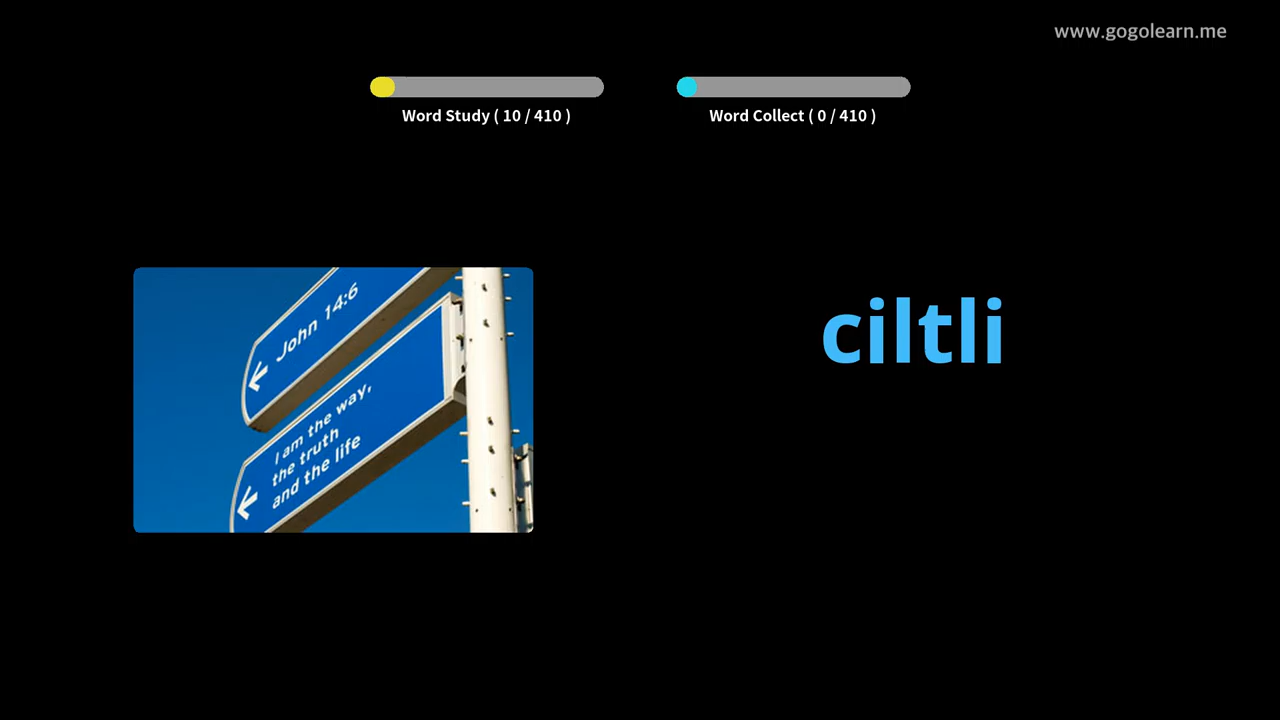 www.gogolearn.me
Word Study ( 10 / 410 )
Word Collect ( 0 / 410 )
John 14:6
I am the way,
the truth
and the life
ciltli